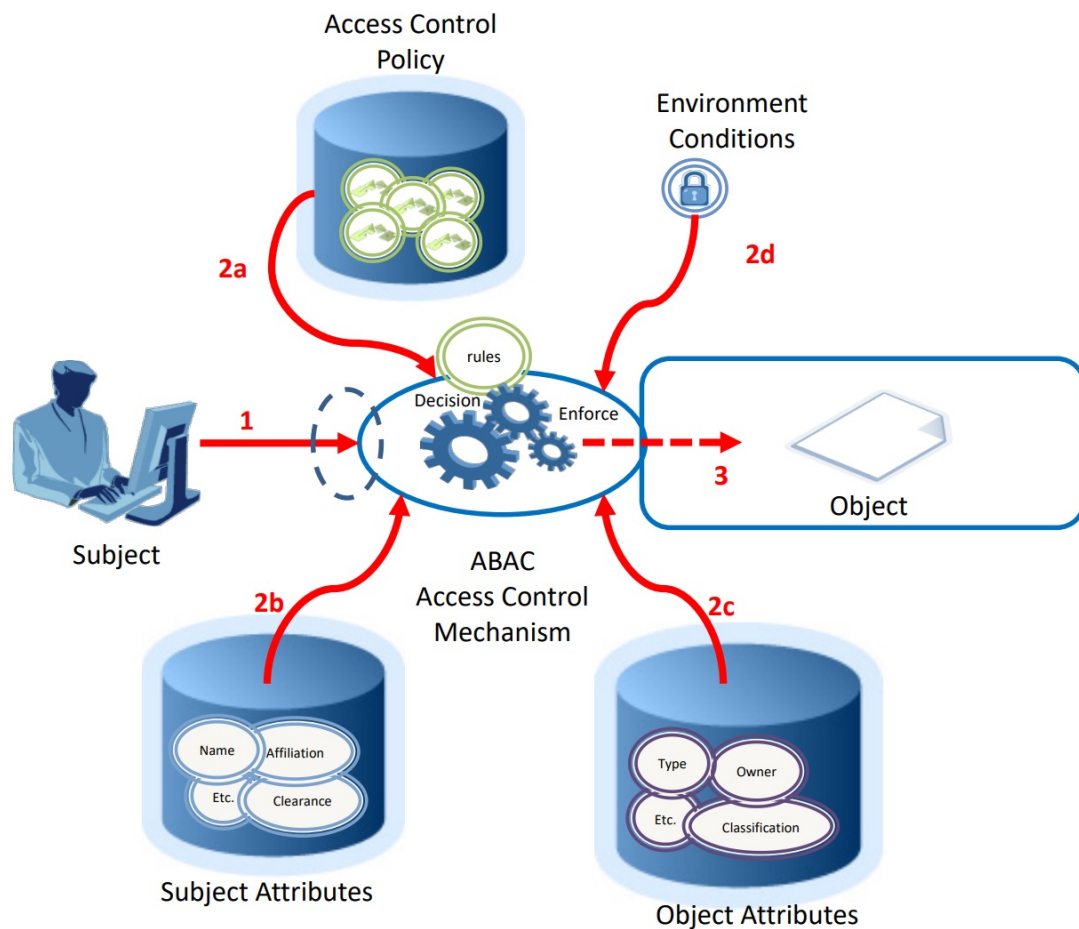 Access Control
Policy
Environment
Conditions
2a
2d
rules
Decision
Enforce
1
3
Subject
Object
ABAC
Access Control
Mechanism
2b
2c
Name
Affiliation
Etc.
Clearance
Type
Owner
Etc.
Classification
Subject Attributes
Object Attributes